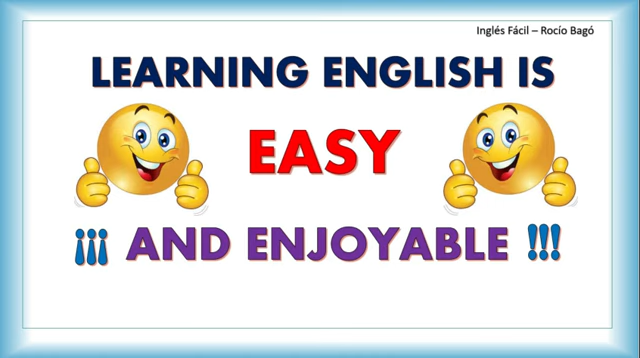 Inglés Fácil – Rocío Bagó
LEARNING ENGLISH IS
EASY
¡¡¡ AND ENJOYABLE !!!